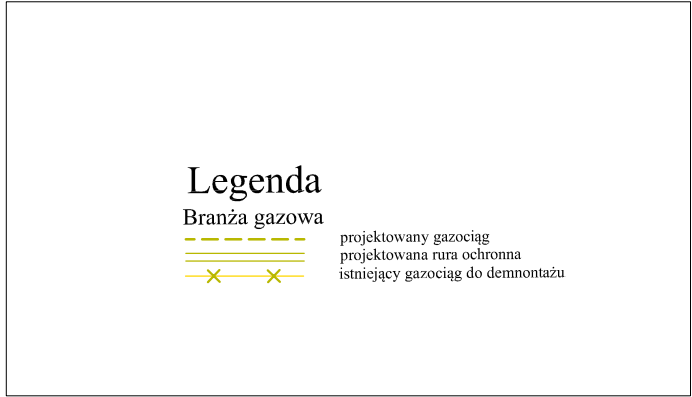 Legenda
Branża gazowa
projektowany gazociąg
projektowana rura ochronna
istniejący gazociąg do demnontażu